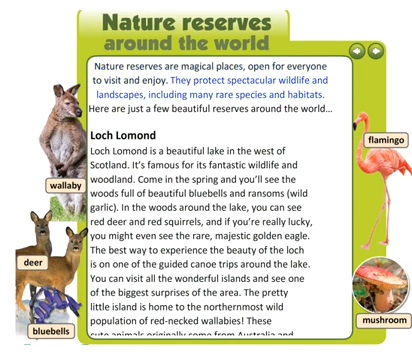 Nature reserves
around the world
Nature reserves are magical places, open for everyone
to visit and enjoy. They protect spectacular wildlife and
landscapes, including many rare species and habitats.
Here are just a few beautiful reserves around the world...
Loch Lomond
Loch Lomond is a beautiful lake in the west of
Scotland. It's famous for its fantastic wildlife and
woodland. Come in the spring and you'll see the
woods full of beautiful bluebells and ransoms (wild
garlic). In the woods around the lake, you can see
red deer and red squirrels, and if you're really lucky,
you might even see the rare, majestic golden eagle.
The best way to experience the beauty of the loch
is on one of the guided canoe trips around the lake.
You can visit all the wonderful islands and see one
of the biggest surprises of the area. The pretty
little island is home to the northernmost wild
population of red-necked wallabies! These
cute animals originally come from Australia and
wallaby
deer
bluebells
flamingo
mushroom